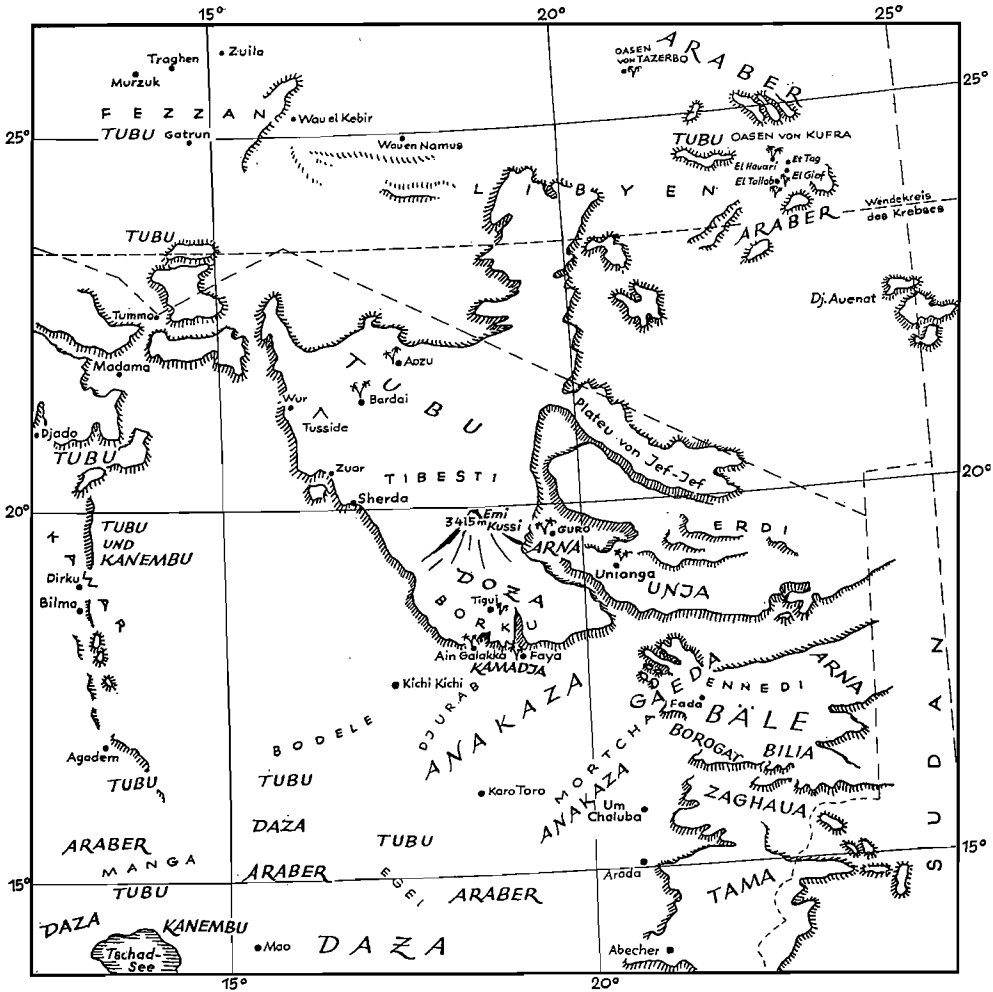 15°
20°
25°
Zuila
Traghen
Murzuk
FEZZAN
TUBU Gatrun
Wau el Kebir
Wau en Namus
OASEN
VON TAZERBO
ARABER
25°
25°
TUBU
OASEN VON KUFRA
El Hauari
Et Tag
El Tallab
El Giof
LIBYEN
Wendekreis
des Krebses
ARABER
TUBU
Dj. Auenat
Tummo
Madama
Aozu
Bardai
TUBU
Wur
Tusside
Djado
TUBU
Plateu von Jef-Jef
Zuar
TIBESTI
Sherda
20°
20°
Emi
Kussi
3415m
GURO
ERDI
ARNA
TUBU
UND
KANEMBU
KAR
Dirku
Bilma
Unianga
UNJA
DOZA
Tigui
BORKU
Ain Galakka
Faya
KAMADJA
Kichi Kichi
DJURAB
ANAKAZA
BODELE
GAEDA
ENNEDI
ARNA
Fada
BÄLE
BOROGAT
BILIA
MORTCHA
ANAKAZA
Agadem
TUBU
TUBU
Karo Toro
Um
Chaluba
ZAGHAUA
SUDAN
DAZA
TUBU
ARABER
MANGA
ARABER
EGEI
ARABER
Arada
15°
15°
TUBU
TAMA
DAZA
KANEMBU
Tschad-
See
Mao
DAZA
Abecher
15°
20°